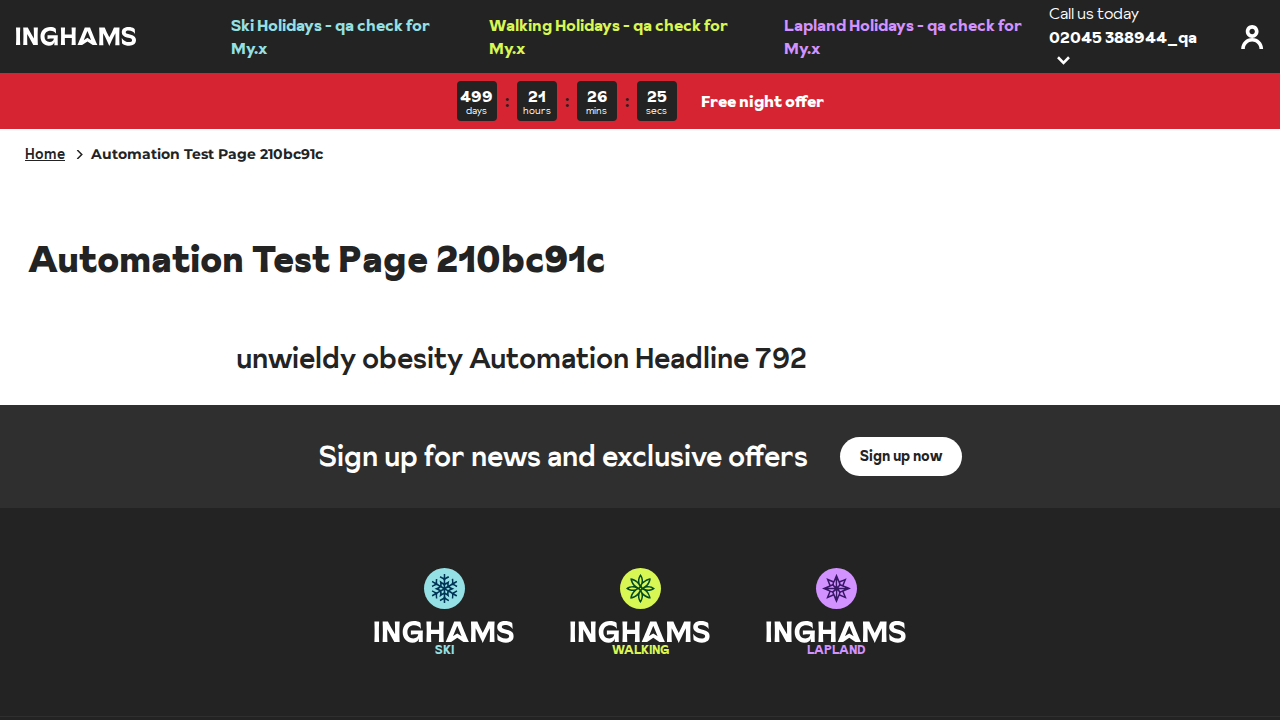 INGHAMS
Ski Holidays - qa check for
My.x
Walking Holidays - qa check for
My.x
Lapland Holidays - qa check for
My.x
Call us today
02045 388944_qa
499 : 21 : 26 : 25
days hours mins secs
Free night offer
Home > Automation Test Page 210bc91c
Automation Test Page 210bc91c
unwieldy obesity Automation Headline 792
Sign up for news and exclusive offers
Sign up now
INGHAMS
SKI
INGHAMS
WALKING
INGHAMS
LAPLAND